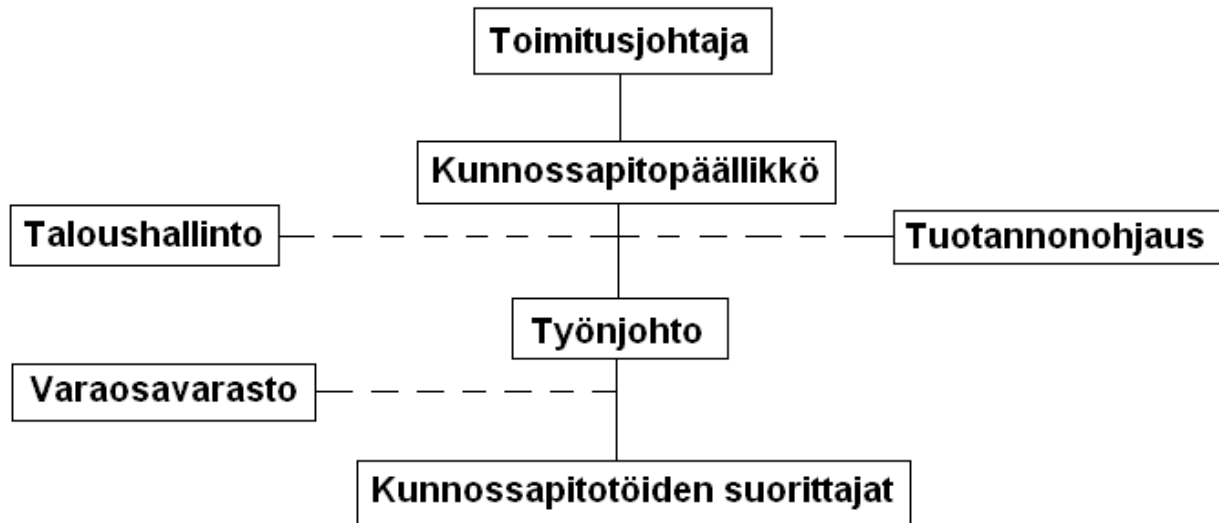 Toimitusjohtaja
Kunnossapitopäällikkö
Taloushallinto
Tuotannonohjaus
Työnjohto
Varaosavarasto
Kunnossapitotöiden suorittajat